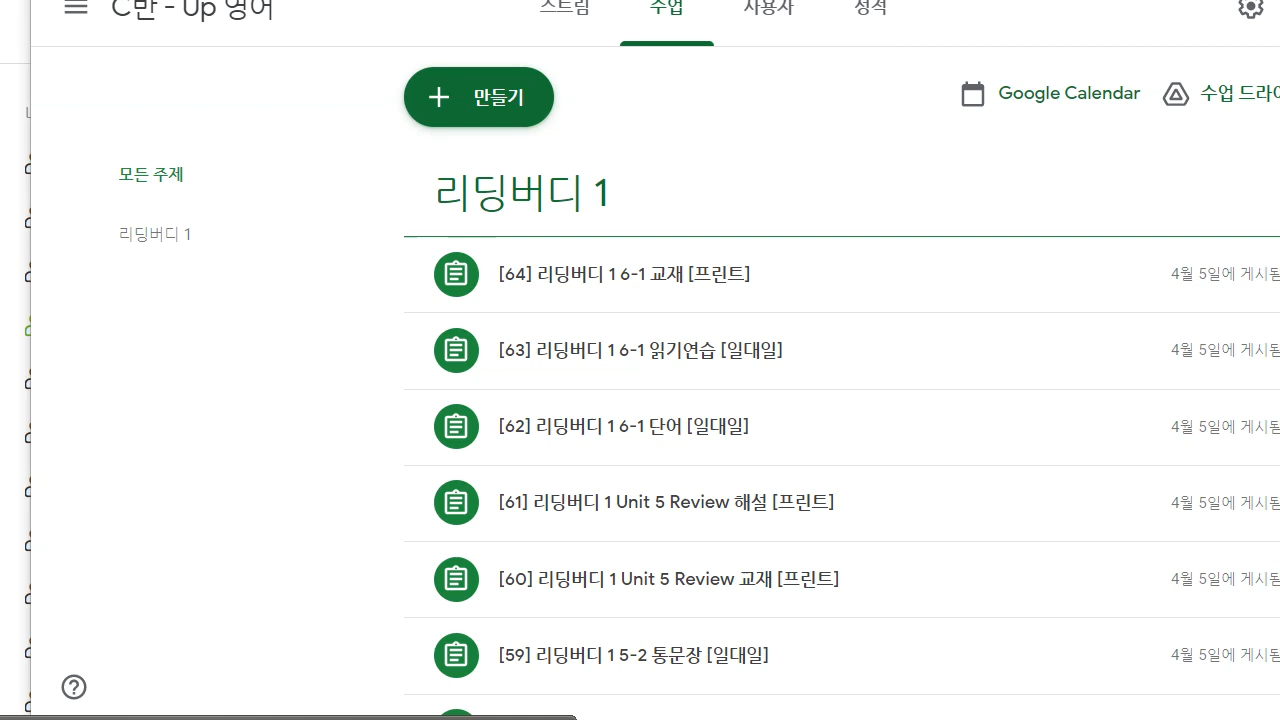 C반 - Up 영어
스트림 수업 사용자 성적
만들기
Google Calendar
수업 드라이
모든 주제
리딩버디 1
리딩버디 1
[64] 리딩버디 1 6-1 교재 [프린트] 4월 5일에 게시됨
[63] 리딩버디 1 6-1 읽기연습 [일대일] 4월 5일에 게시됨
[62] 리딩버디 1 6-1 단어 [일대일] 4월 5일에 게시됨
[61] 리딩버디 1 Unit 5 Review 해설 [프린트] 4월 5일에 게시됨
[60] 리딩버디 1 Unit 5 Review 교재 [프린트] 4월 5일에 게시됨
[59] 리딩버디 1 5-2 통문장 [일대일] 4월 5일에 게시됨